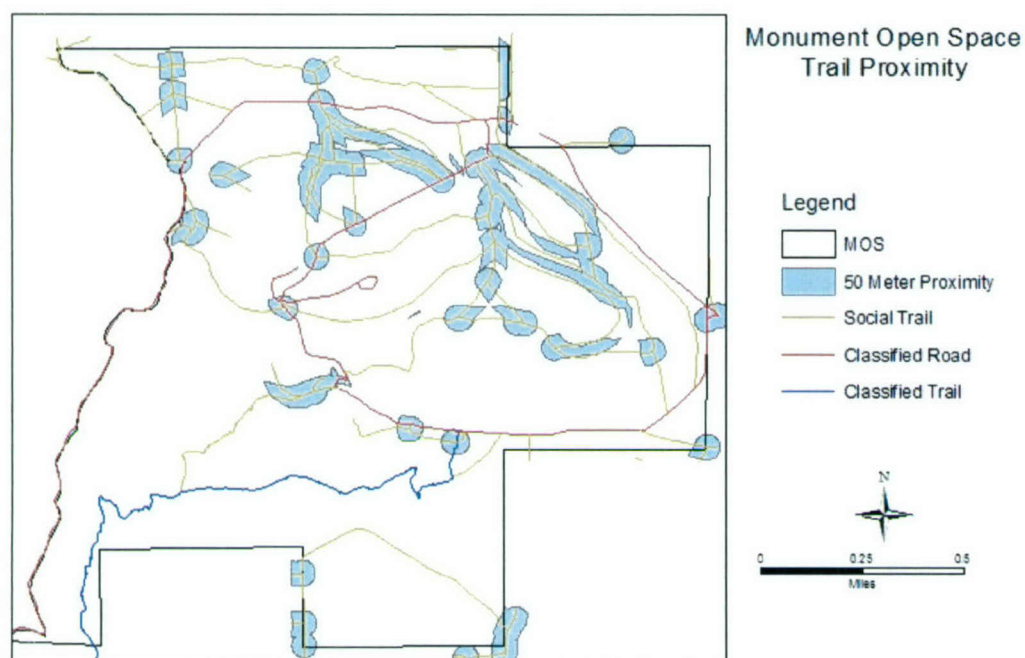 Monument Open Space
Trail Proximity
Legend
MOS
50 Meter Proximity
Social Trail
Classified Road
Classified Trail
N
0 0.25 0.5
Miles